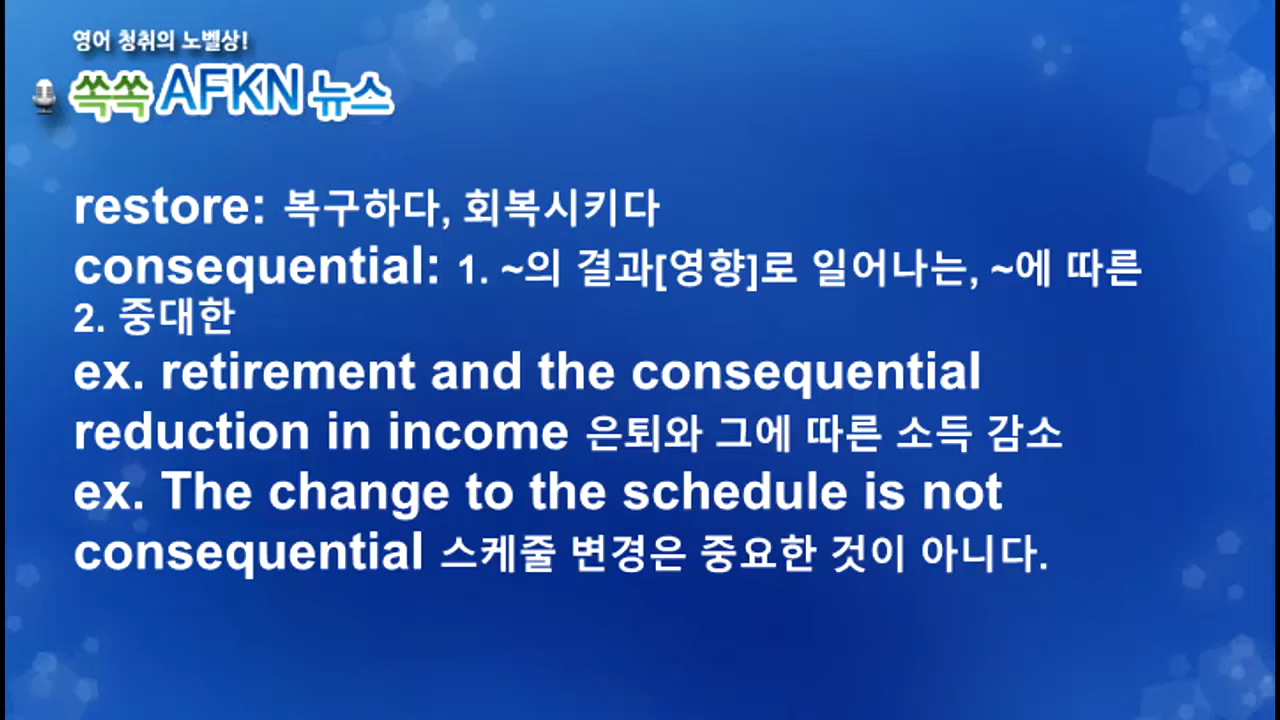 영어 청취의 노벨상!
쏙쏙 AFKN 뉴스
restore: 복구하다, 회복시키다
consequential: 1. ~의 결과[영향]로 일어나는, ~에 따른
2. 중대한
ex. retirement and the consequential
reduction in income 은퇴와 그에 따른 소득 감소
ex. The change to the schedule is not
consequential 스케줄 변경은 중요한 것이 아니다.